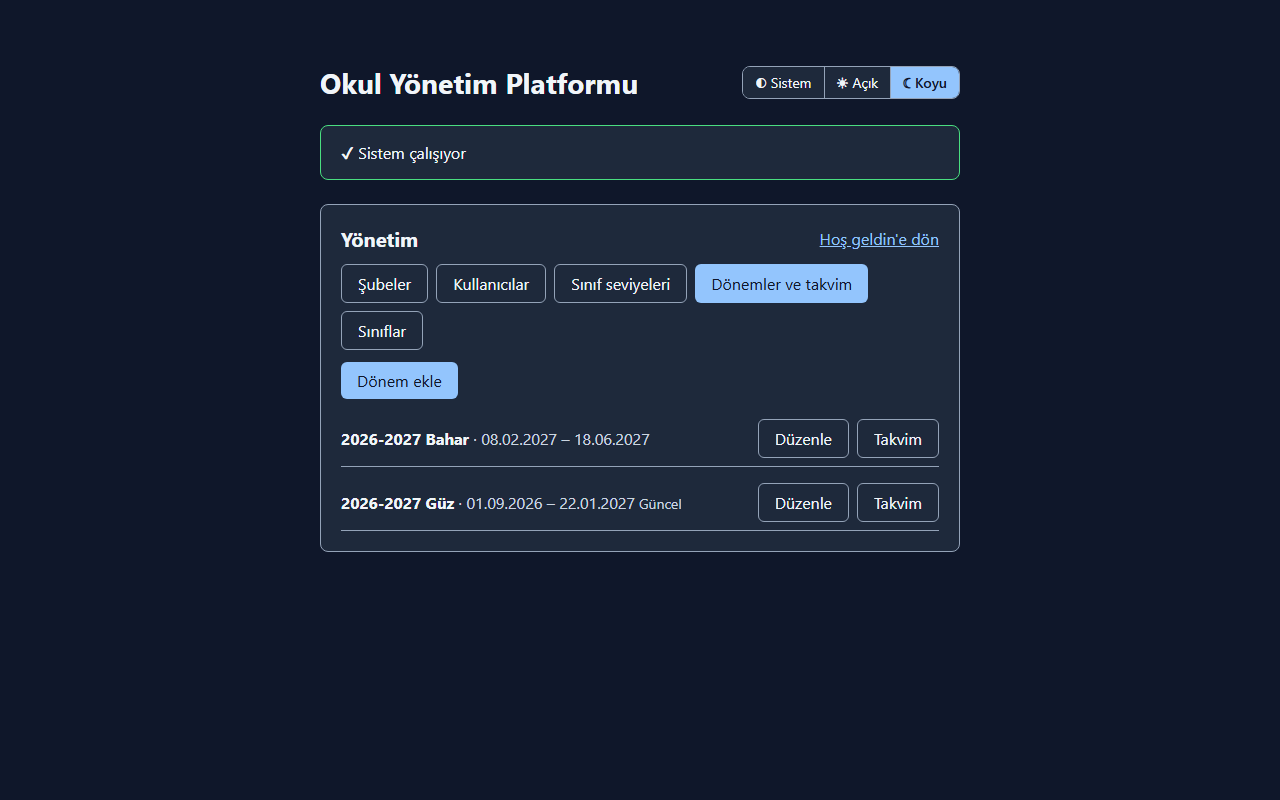 Okul Yönetim Platformu
◐ Sistem ☀ Açık ☾ Koyu
✓ Sistem çalışıyor
Yönetim
Hoş geldin'e dön
Şubeler Kullanıcılar Sınıf seviyeleri Dönemler ve takvim
Sınıflar
Dönem ekle
2026-2027 Bahar · 08.02.2027 – 18.06.2027 Düzenle Takvim
2026-2027 Güz · 01.09.2026 – 22.01.2027 Güncel Düzenle Takvim